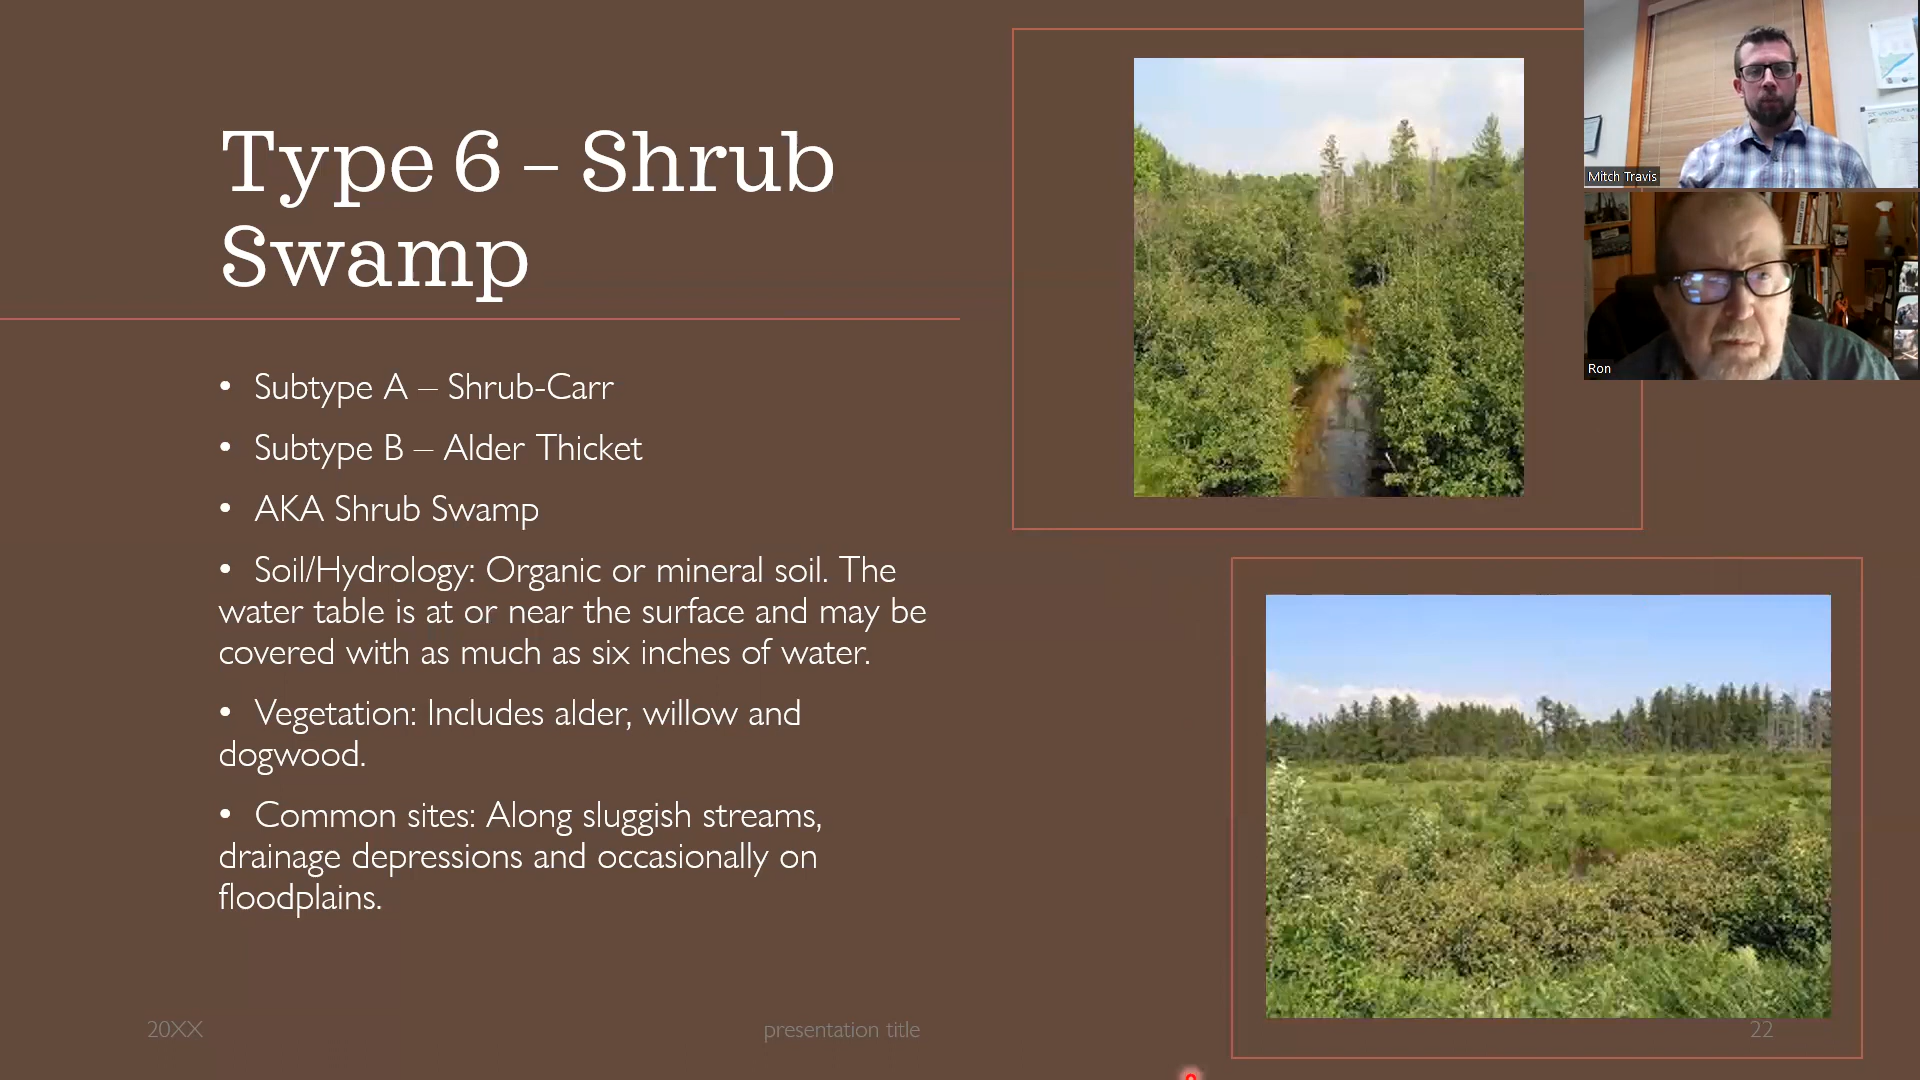 Type 6 – Shrub
Swamp
• Subtype A – Shrub-Carr
• Subtype B – Alder Thicket
• AKA Shrub Swamp
• Soil/Hydrology: Organic or mineral soil. The
water table is at or near the surface and may be
covered with as much as six inches of water.
• Vegetation: Includes alder, willow and
dogwood.
• Common sites: Along sluggish streams,
drainage depressions and occasionally on
floodplains.
20XX
presentation title
22
Mitch Travis
Ron